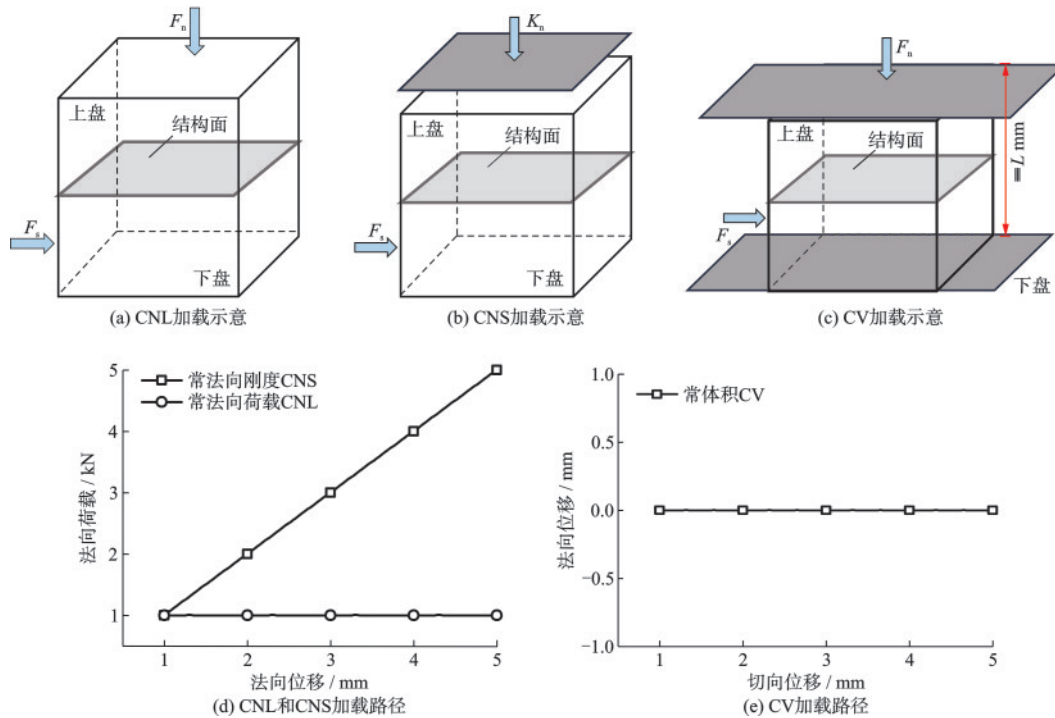 Fn
上盘
结构面
Fs
下盘
(a) CNL加载示意
Kn
上盘
结构面
Fs
(b) CNS加载示意
Fn
上盘
结构面
Fs
≡L mm
下盘
(c) CV加载示意
常法向刚度CNS
常法向荷载CNL
法向荷载 / kN
5
4
3
2
1
1 2 3 4 5
法向位移 / mm
(d) CNL和CNS加载路径
常体积CV
法向位移 / mm
1.0
0.5
0.0
−0.5
−1.0
1 2 3 4 5
切向位移 / mm
(e) CV加载路径